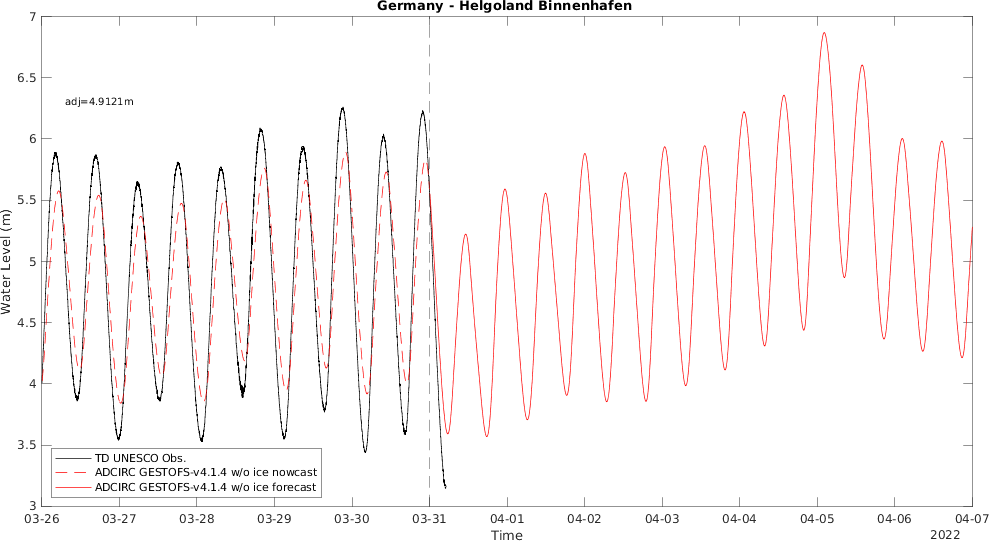 Germany - Helgoland Binnenhafen
7
6.5
6
5.5
5
4.5
4
3.5
3
Water Level (m)
adj=4.9121m
TD UNESCO Obs.
ADCIRC GESTOFS-v4.1.4 w/o ice nowcast
ADCIRC GESTOFS-v4.1.4 w/o ice forecast
03-26 03-27 03-28 03-29 03-30 03-31 04-01 04-02 04-03 04-04 04-05 04-06 04-07
Time
2022